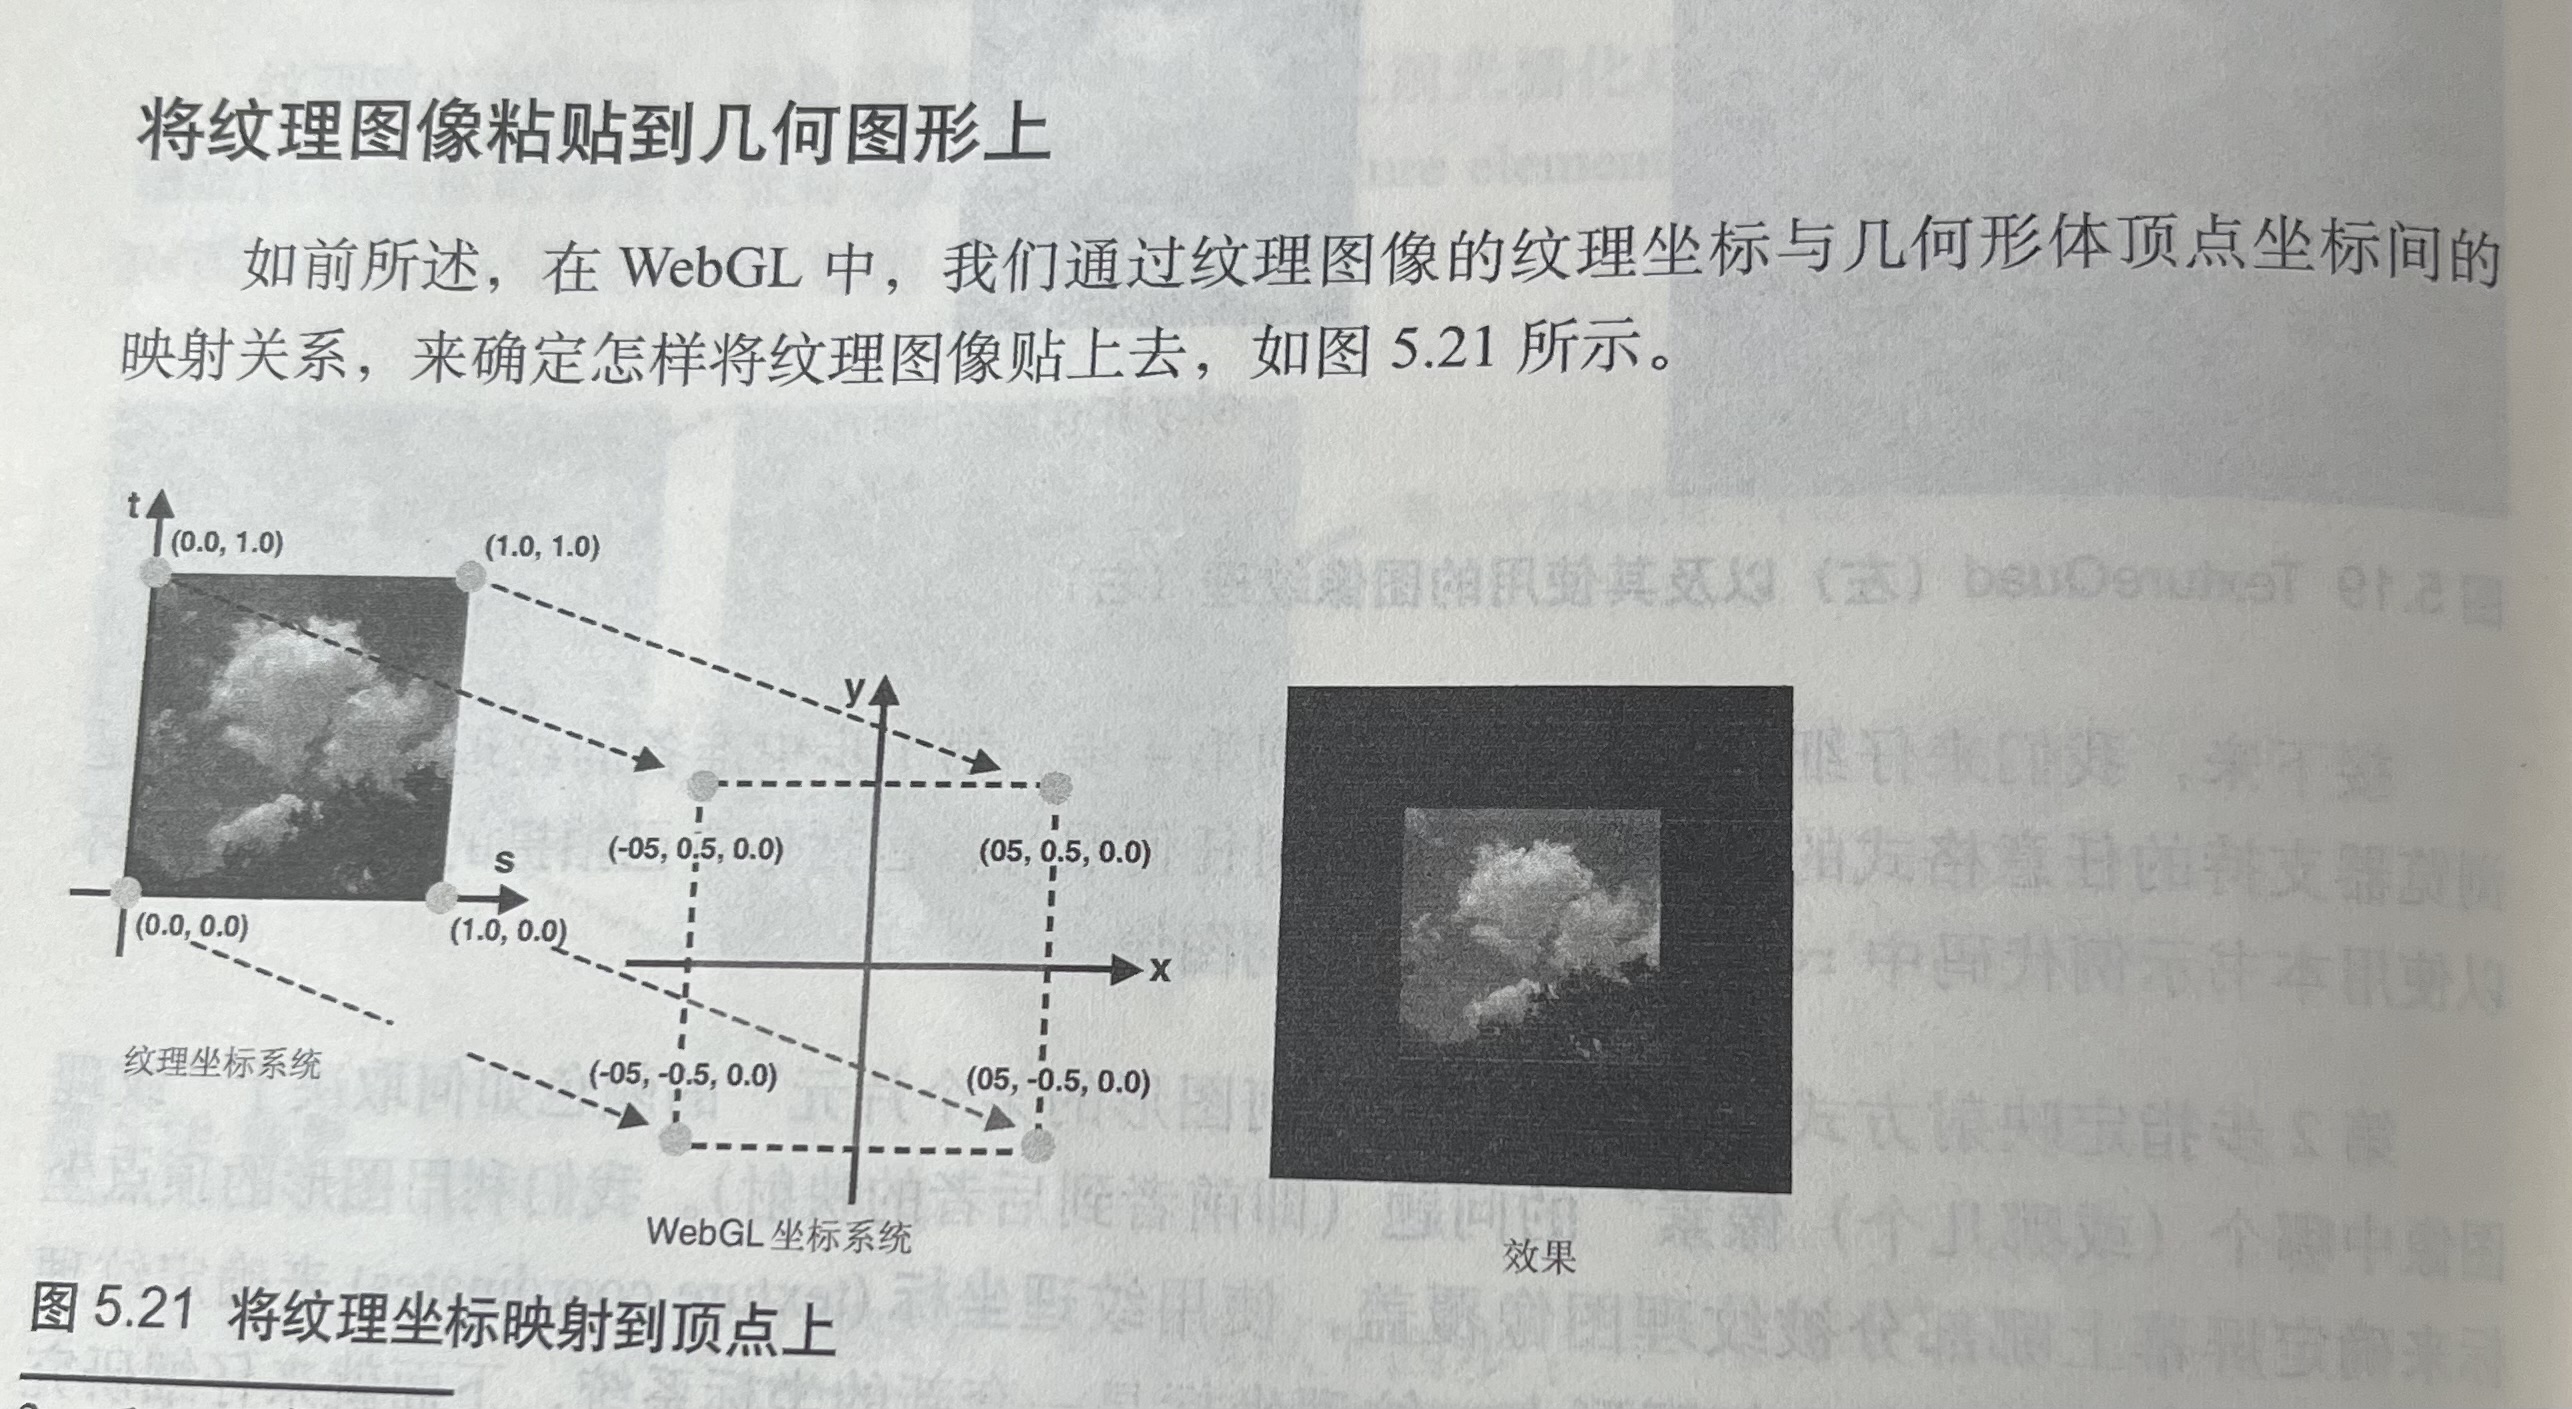 将纹理图像粘贴到几何图形上
如前所述，在 WebGL 中，我们通过纹理图像的纹理坐标与几何形体顶点坐标间的
映射关系，来确定怎样将纹理图像贴上去，如图 5.21 所示。
t
(0.0, 1.0)
(1.0, 1.0)
s
(0.0, 0.0)
(1.0, 0.0)
纹理坐标系统
y
(-05, 0.5, 0.0)
(05, 0.5, 0.0)
x
(-05, -0.5, 0.0)
(05, -0.5, 0.0)
WebGL 坐标系统
效果
图 5.21 将纹理坐标映射到顶点上